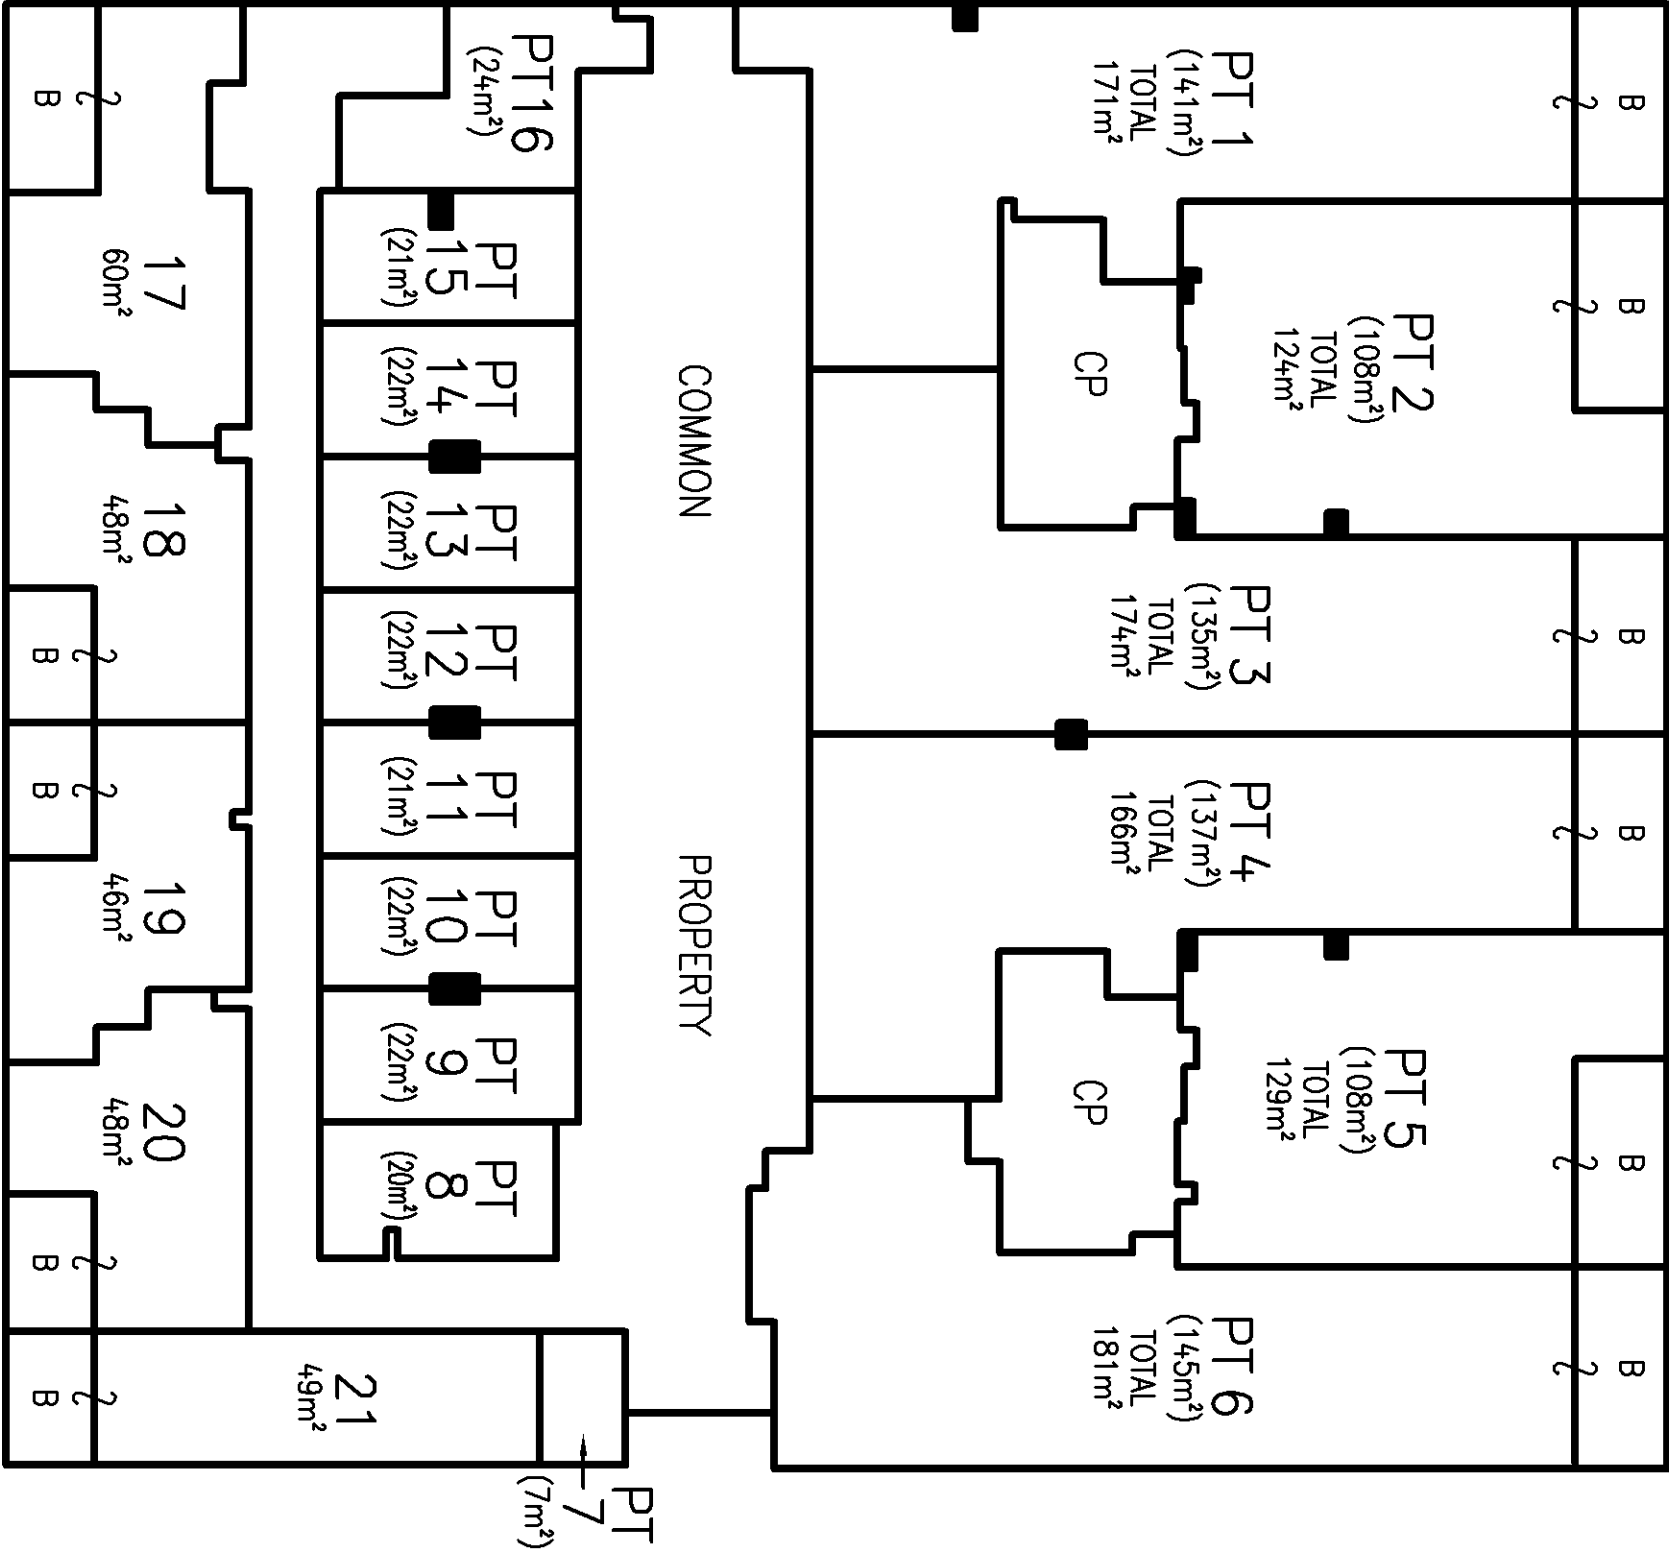 B
B
B
B
B
B
PT 1
(141m²)
TOTAL
171m²
PT 2
(108m²)
TOTAL
124m²
PT 3
(135m²)
TOTAL
174m²
PT 4
(137m²)
TOTAL
166m²
PT 5
(108m²)
TOTAL
129m²
PT 6
(145m²)
TOTAL
181m²
CP
CP
COMMON PROPERTY
PT 16
(24m²)
PT
15
(21m²)
PT
14
(22m²)
PT
13
(22m²)
PT
12
(22m²)
PT
11
(21m²)
PT
10
(22m²)
PT
9
(22m²)
PT
8
(20m²)
PT
7
(7m²)
17
60m²
18
48m²
19
46m²
20
48m²
21
49m²
B
B
B
B
B